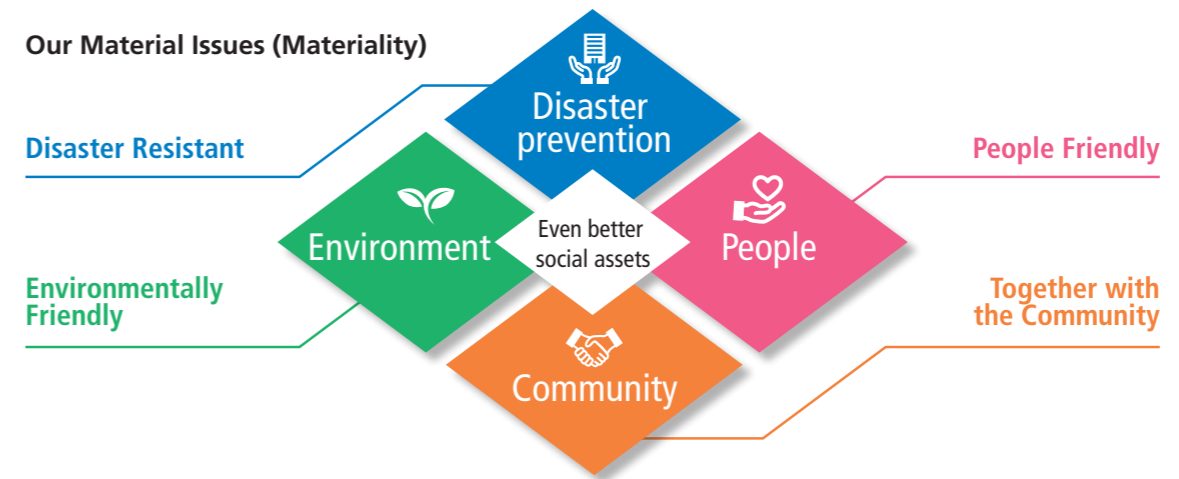 Our Material Issues (Materiality)
Disaster
prevention
Disaster Resistant
People Friendly
Environment
Even better
social assets
People
Environmentally
Friendly
Together with
the Community
Community